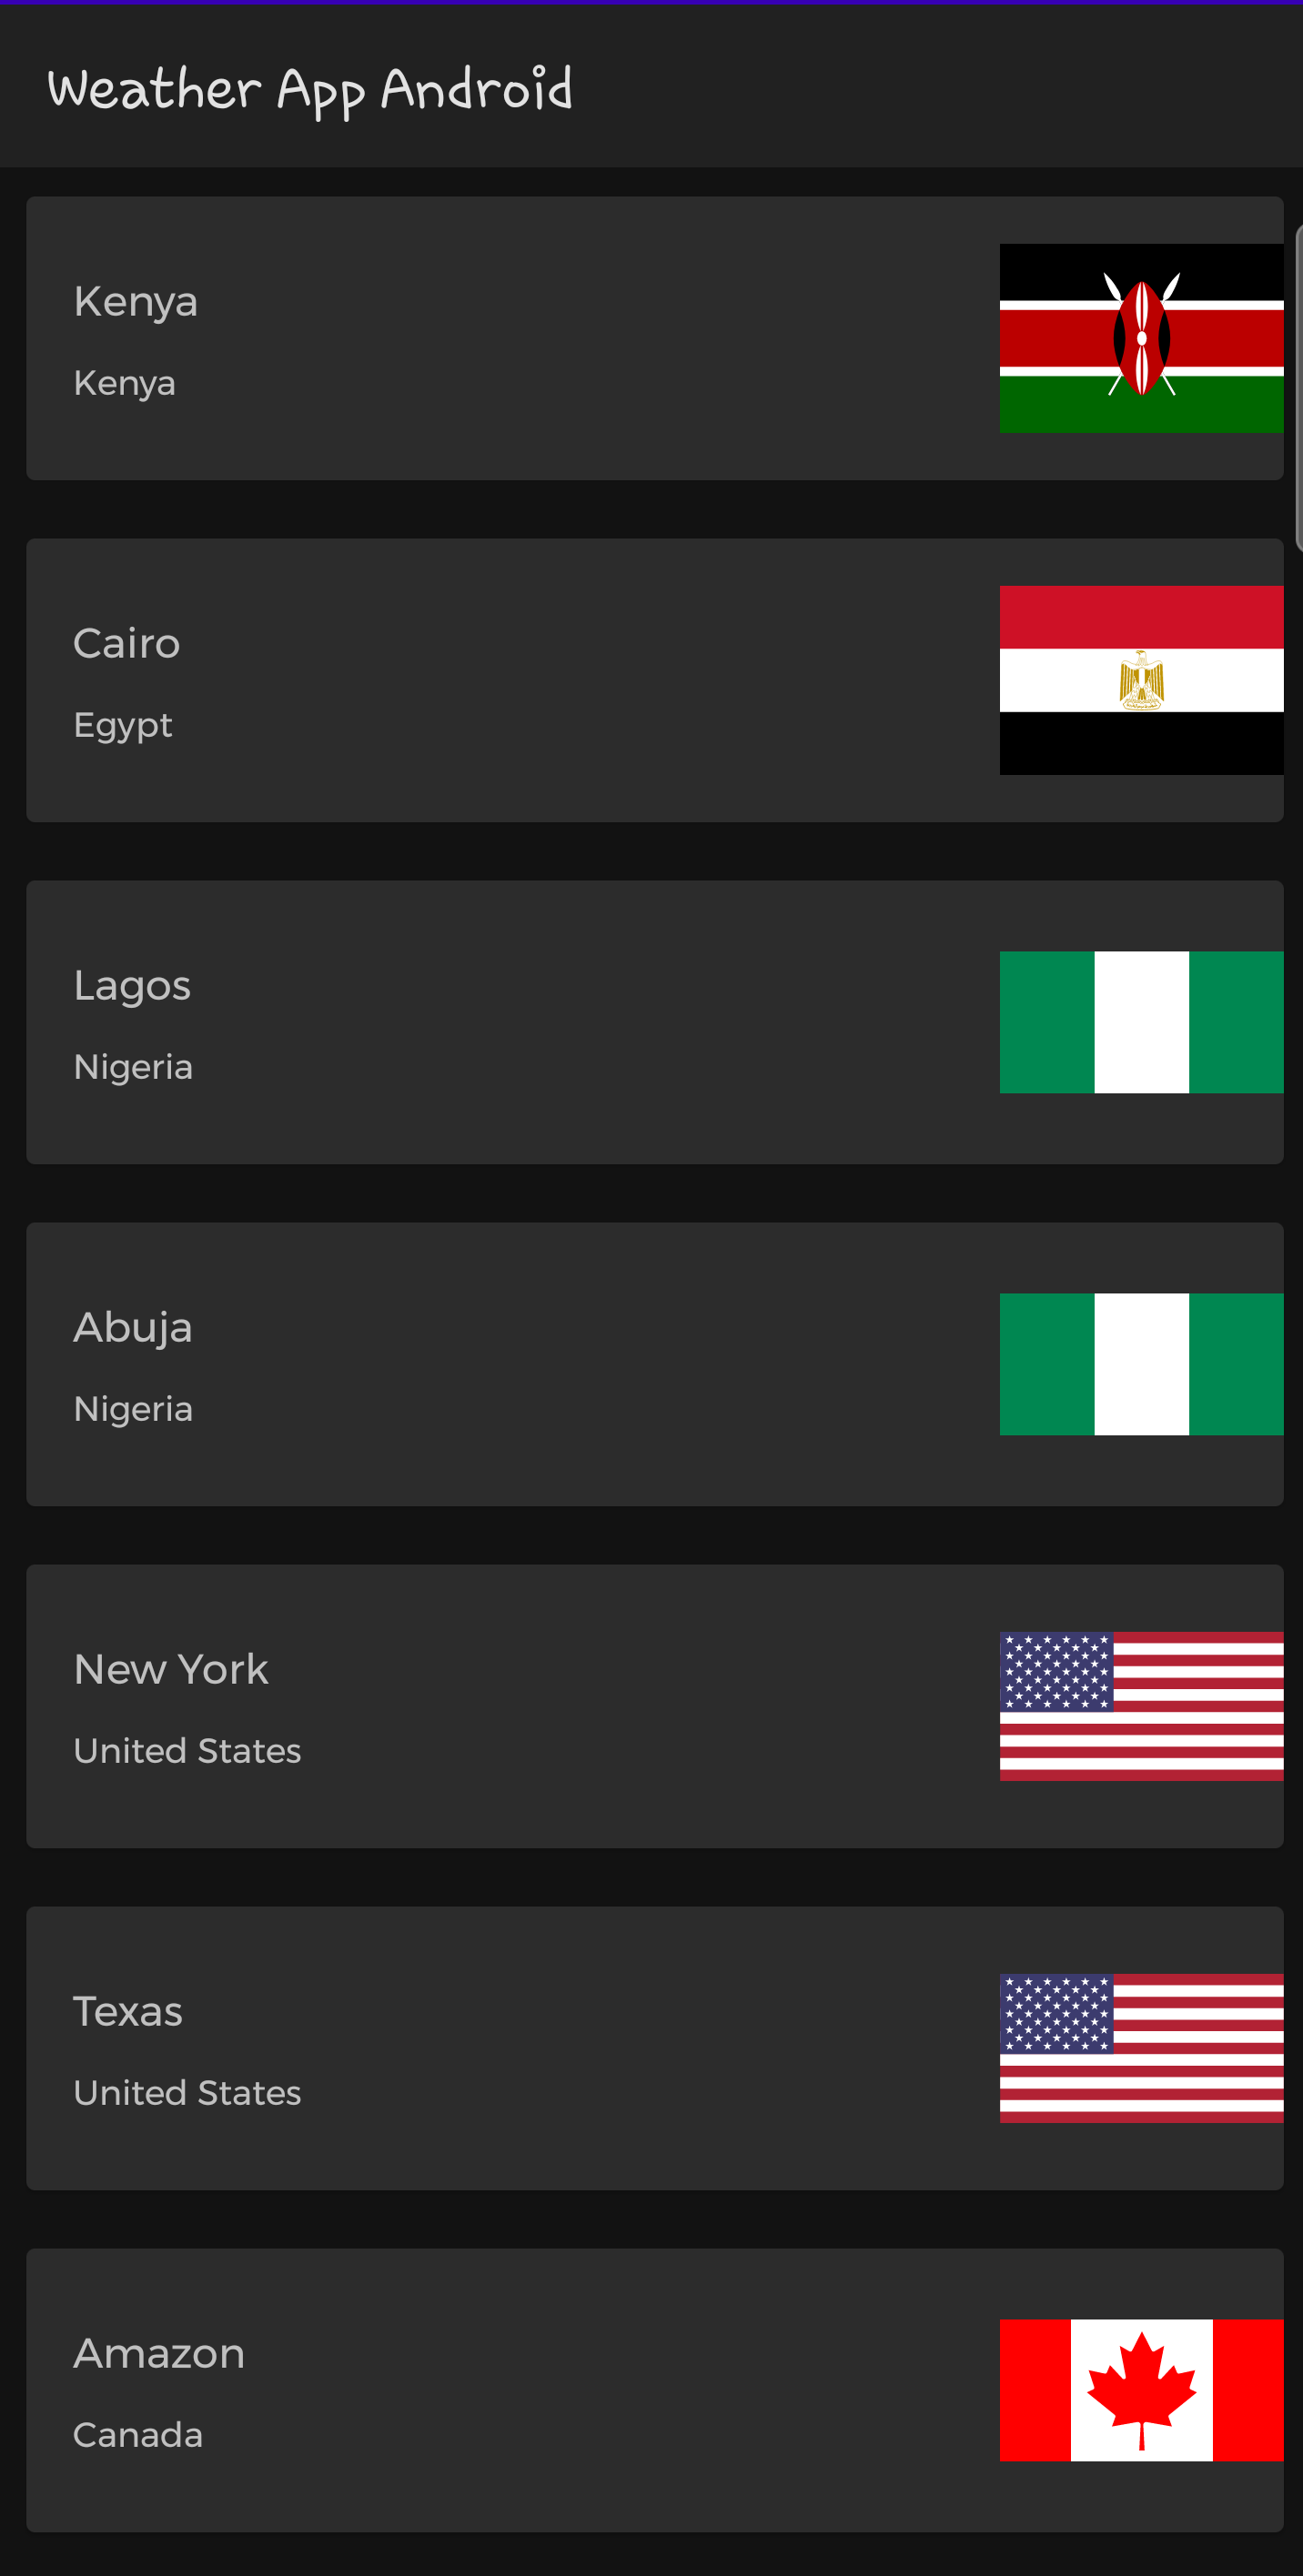 Weather App Android
Kenya
Kenya
Cairo
Egypt
Lagos
Nigeria
Abuja
Nigeria
New York
United States
Texas
United States
Amazon
Canada